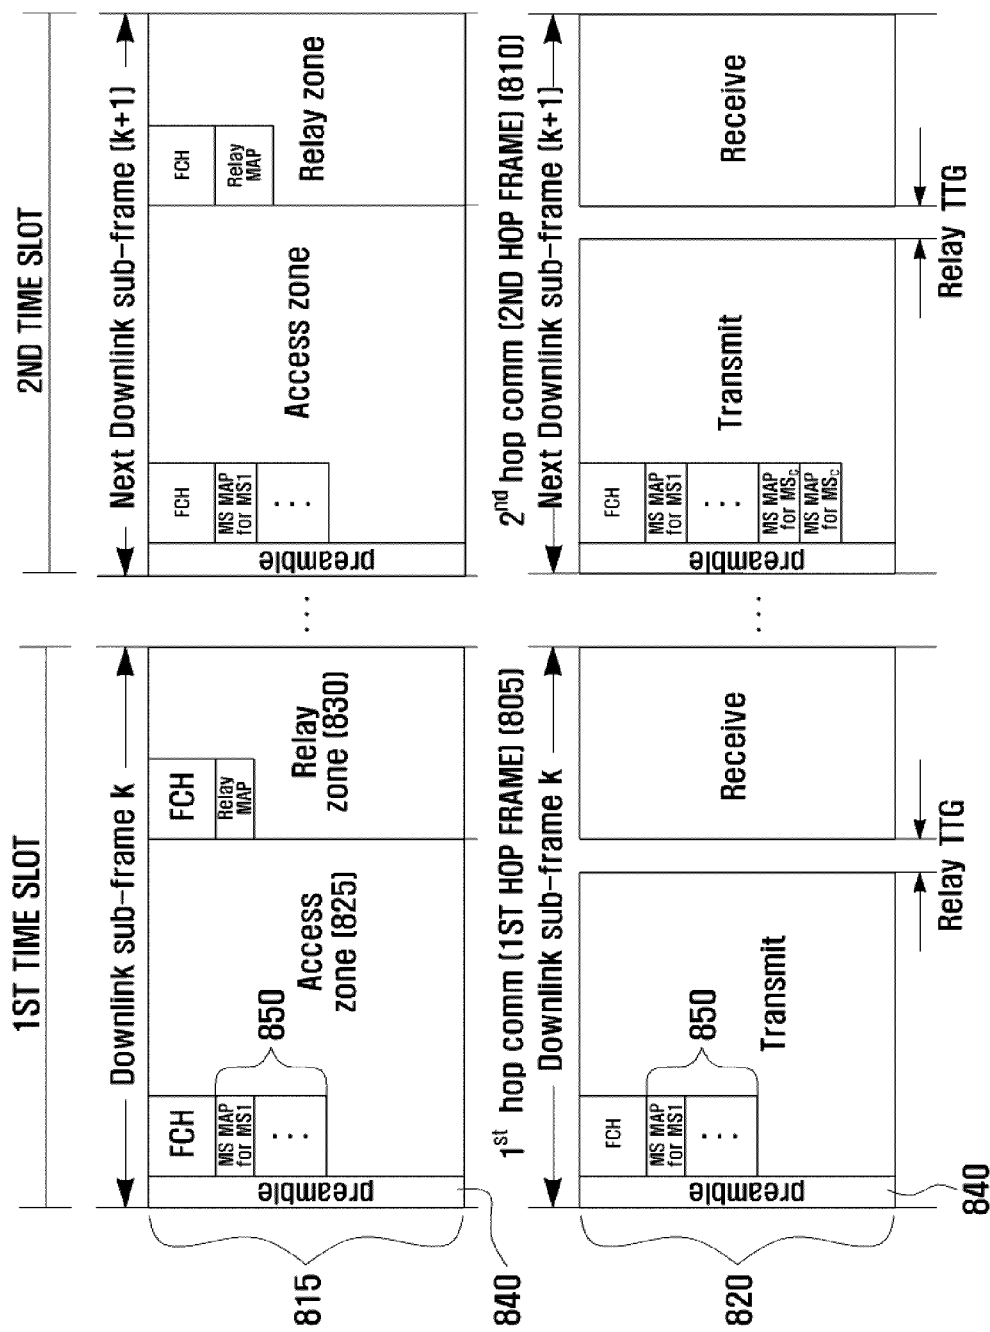 1ST TIME SLOT
2ND TIME SLOT
Downlink sub-frame k
Next Downlink sub-frame (k+1)
815
840
preamble
FCH
MS MAP
for MS1
. . .
850
Access
zone (825)
FCH
Relay
MAP
Relay
zone (830)
. . .
preamble
FCH
MS MAP
for MS1
. . .
Access zone
FCH
Relay
MAP
Relay zone
1st hop comm (1ST HOP FRAME) (805)
Downlink sub-frame k
2nd hop comm (2ND HOP FRAME) (810)
Next Downlink sub-frame (k+1)
820
840
preamble
FCH
MS MAP
for MS1
. . .
850
Transmit
Receive
Relay TTG
. . .
preamble
FCH
MS MAP
for MS1
. . .
MS MAP
for MSC
MS MAP
for MSC
Transmit
Receive
Relay TTG